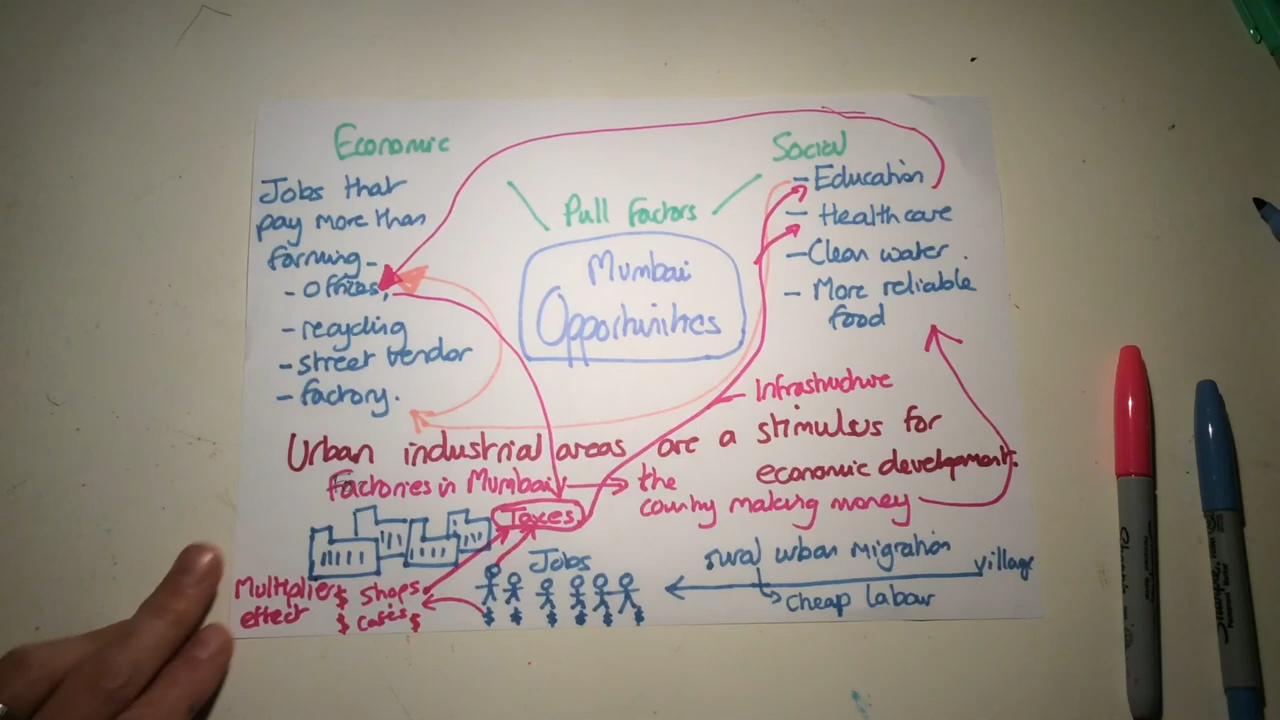 Economic
Jobs that
pay more than
farming-
- offices,
- recycling
- street vendor
- factory.
Pull Factors
Mumbai
Opportunities
Social
- Education
- Healthcare
- Clean water.
- More reliable
food
Infrastructure
Urban industrial areas are a stimulus for
economic development.
Factories in Mumbai
the
country making money
Taxes
Jobs
rural urban migration
village
cheap labour
Multiplier
effect
$ shops
$ cafes $
$ $ $ $ $ $
Sharpie